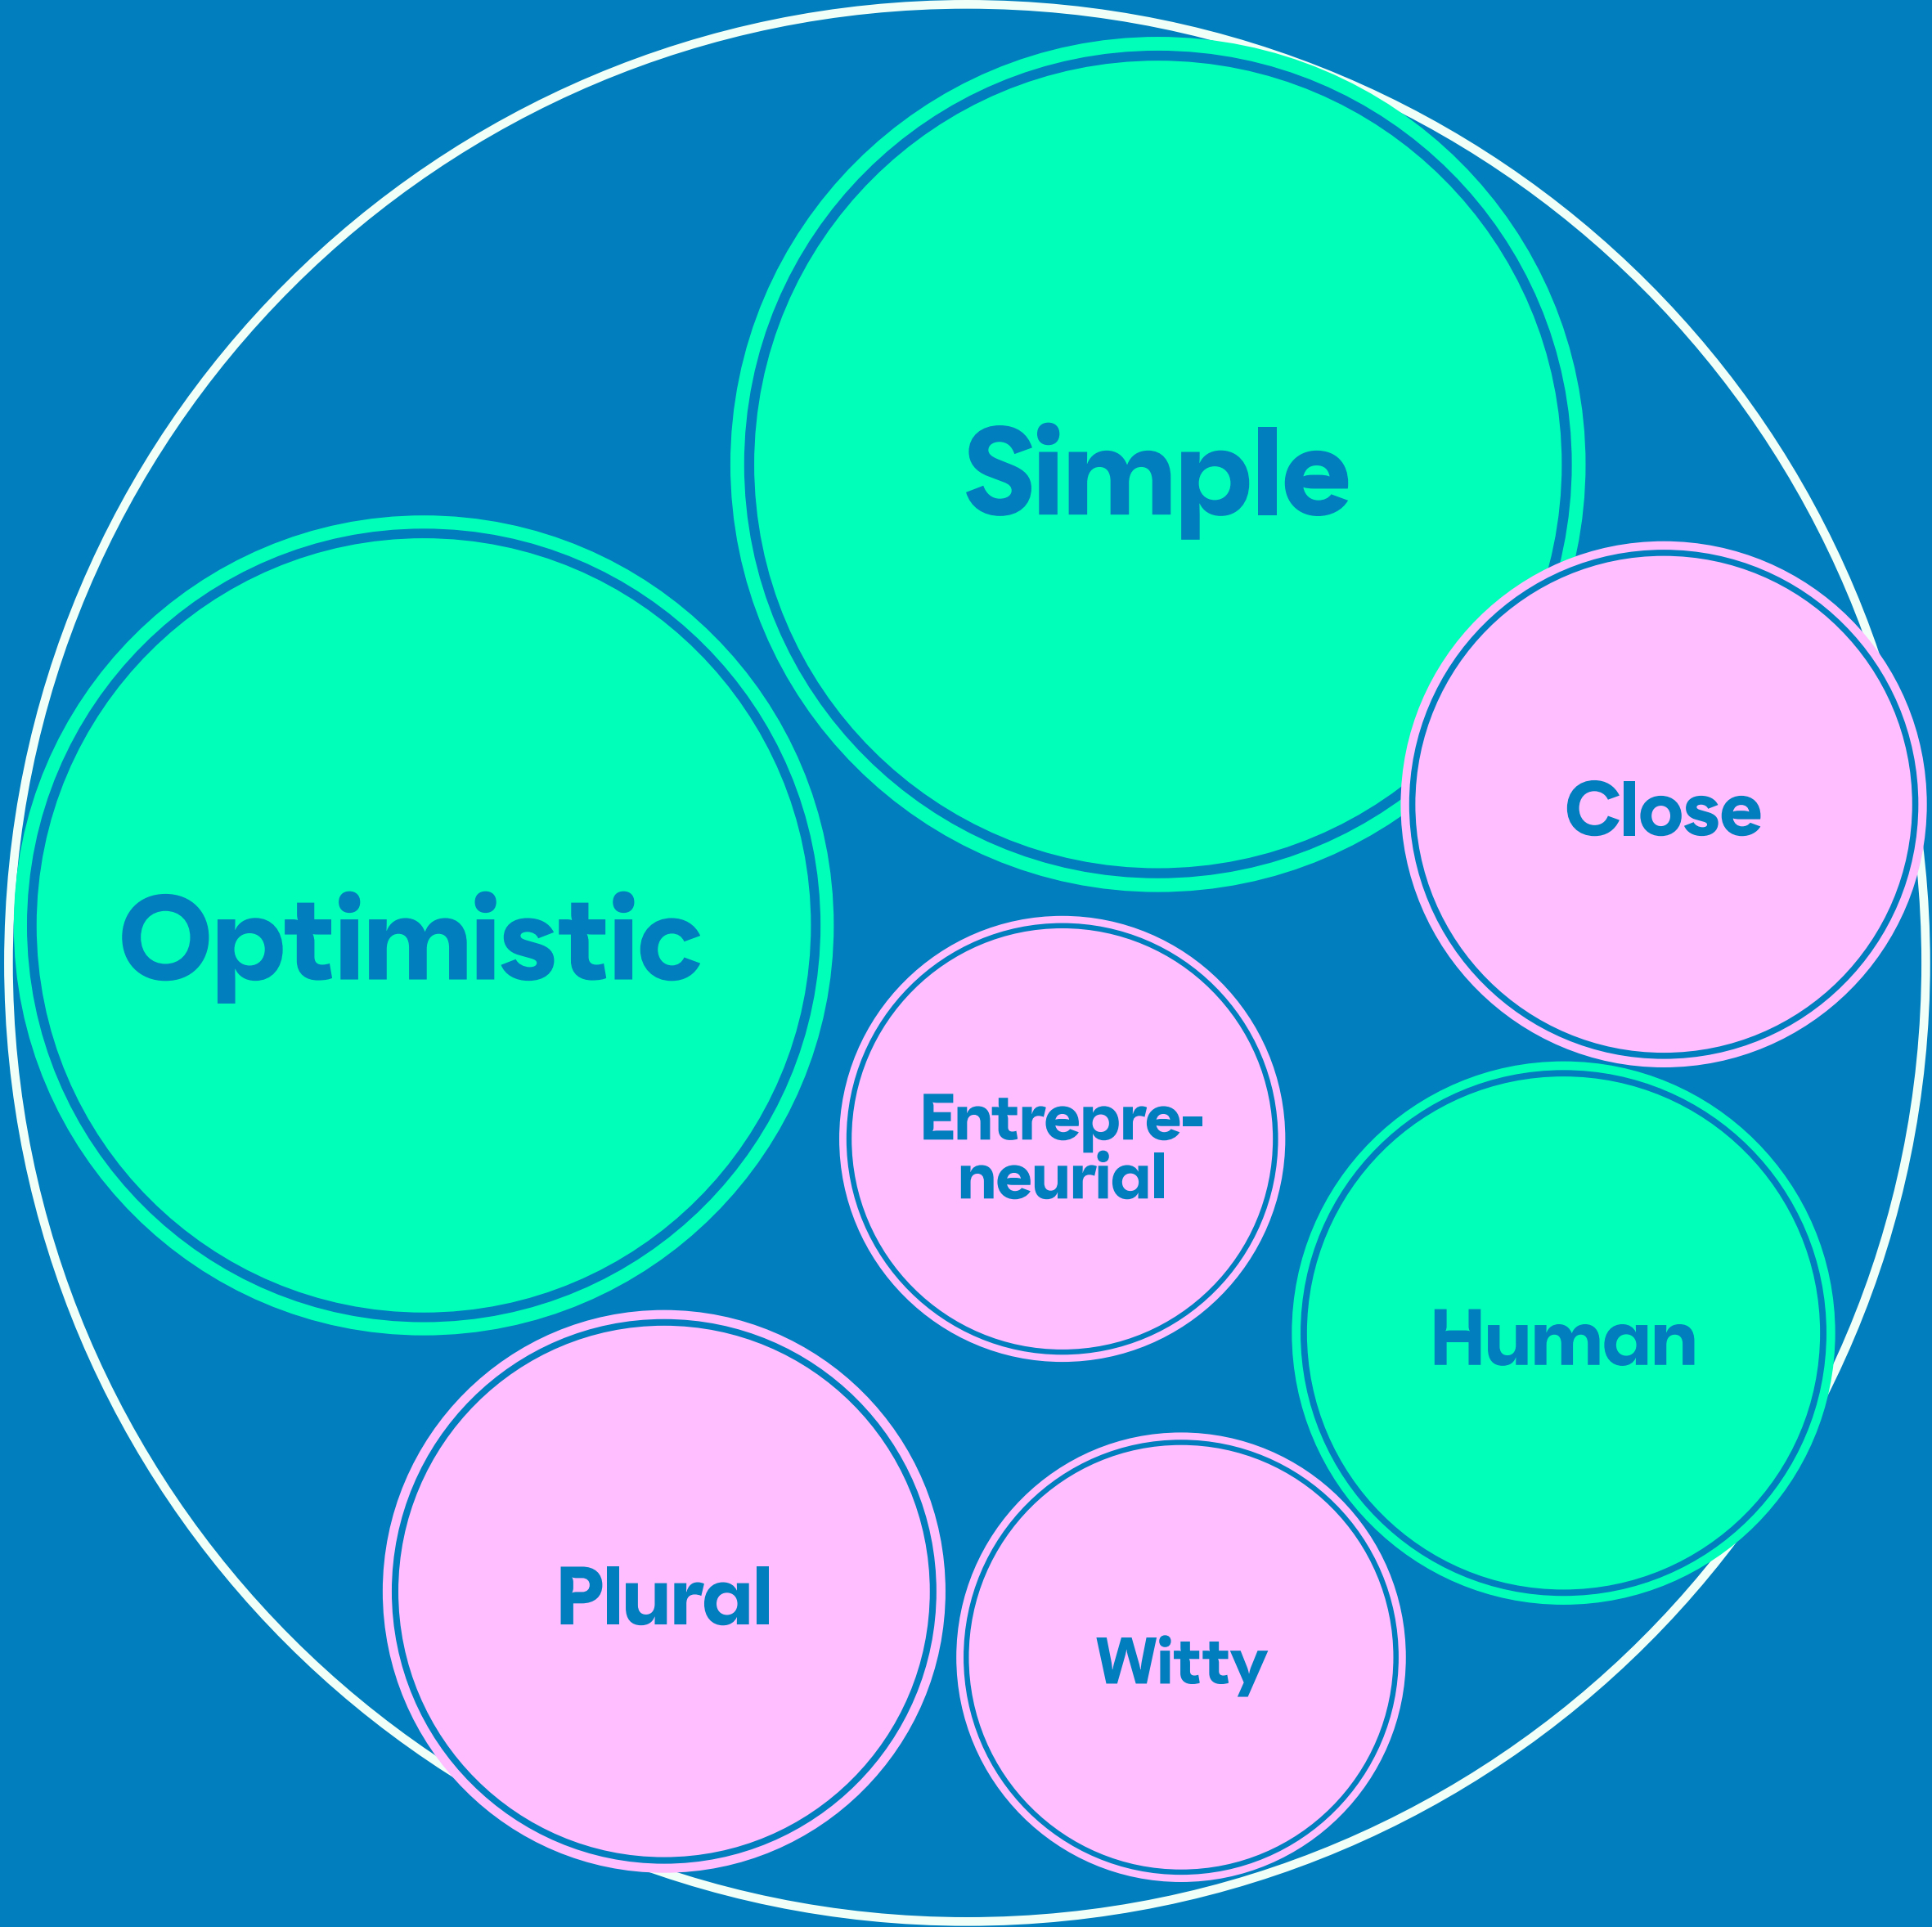 Simple
Close
Optimistic
Entrepre-
neurial
Human
Plural
Witty